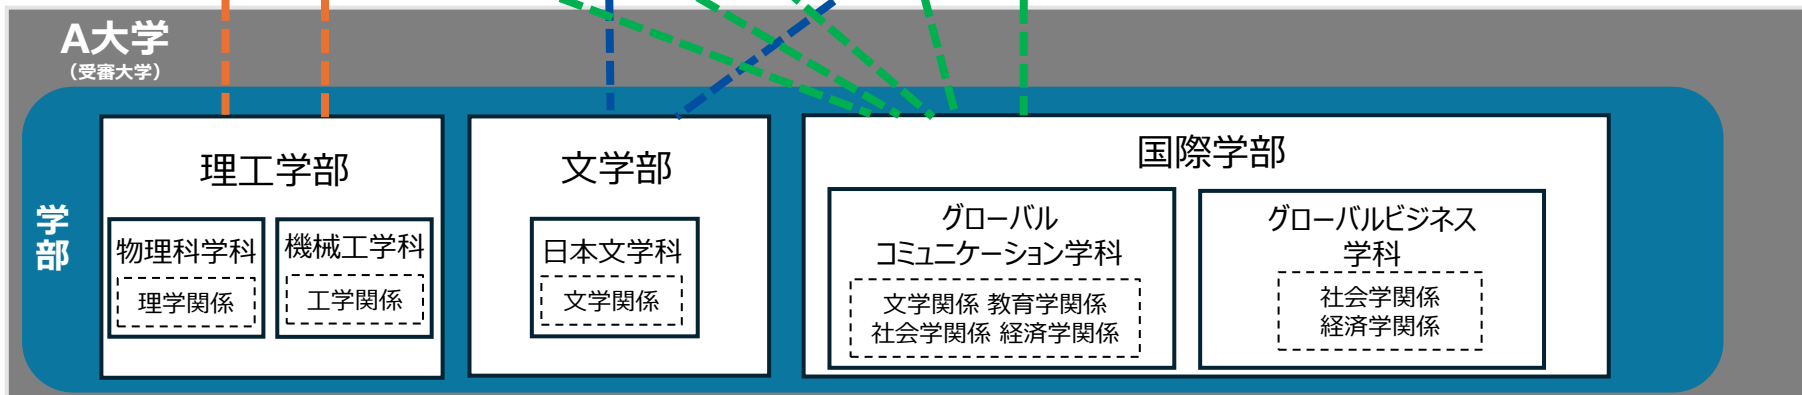 A大学
（受審大学）
学部
理工学部
物理科学科
理学関係
機械工学科
工学関係
文学部
日本文学科
文学関係
国際学部
グローバル
コミュニケーション学科
文学関係 教育学関係
社会学関係 経済学関係
グローバルビジネス
学科
社会学関係
経済学関係